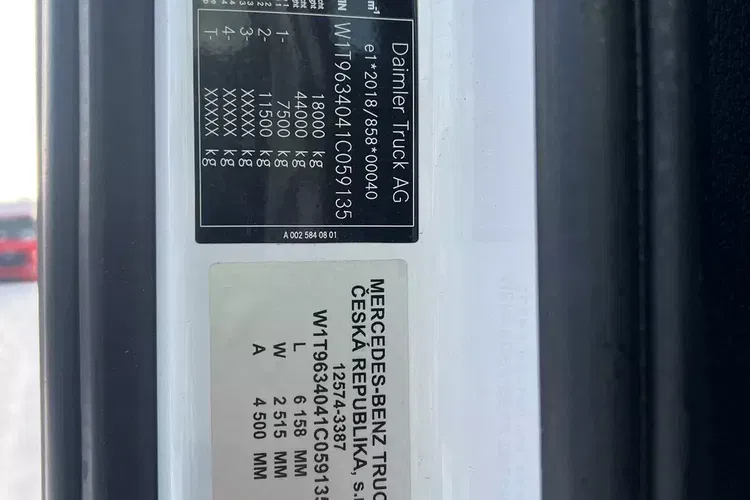 Daimler Truck AG
e1*2018/858*00040
W1T9634041C059135
18000 kg
44000 kg
1- 7500 kg
2- 11500 kg
3- XXXXX kg
4- XXXXX kg
T- XXXXX kg
A 002 584 08 01
MERCEDES-BENZ TRUC
ČESKÁ REPUBLIKA, s.
12574-3387
W1T9634041C059135
L 6 158 MM
W 2 515 MM
A 4 500 MM